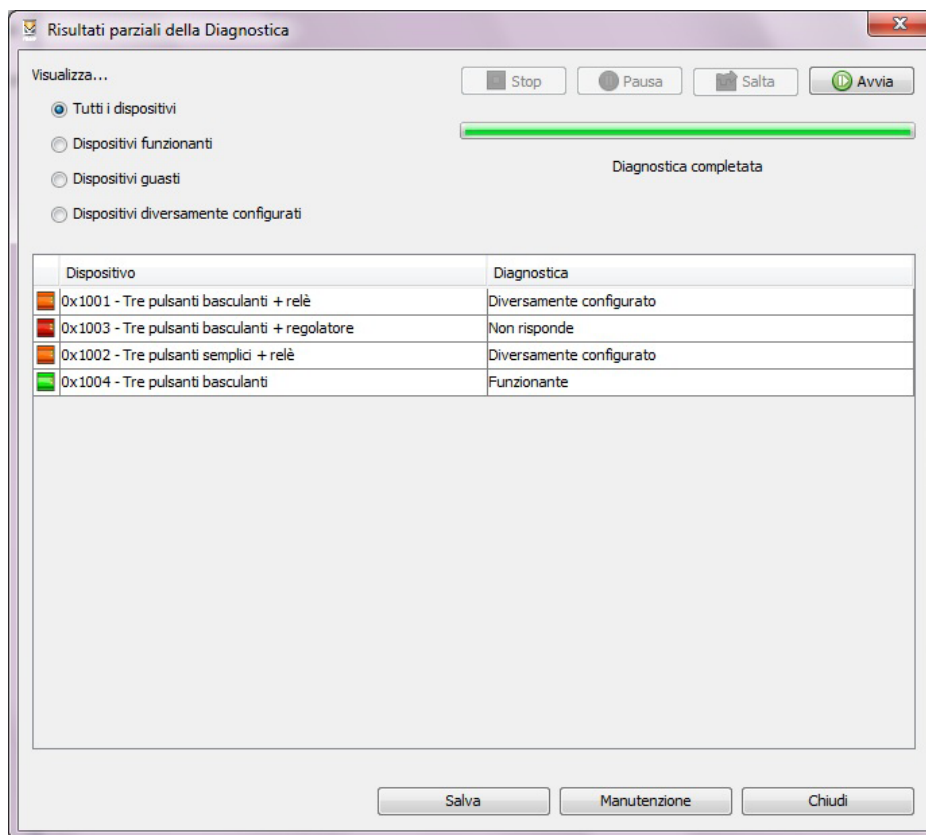 Risultati parziali della Diagnostica
Visualizza...
Stop Pausa Salta Avvia
Tutti i dispositivi
Dispositivi funzionanti
Diagnostica completata
Dispositivi guasti
Dispositivi diversamente configurati
Dispositivo Diagnostica
0x1001 - Tre pulsanti basculanti + relè Diversamente configurato
0x1003 - Tre pulsanti basculanti + regolatore Non risponde
0x1002 - Tre pulsanti semplici + relè Diversamente configurato
0x1004 - Tre pulsanti basculanti Funzionante
Salva Manutenzione Chiudi